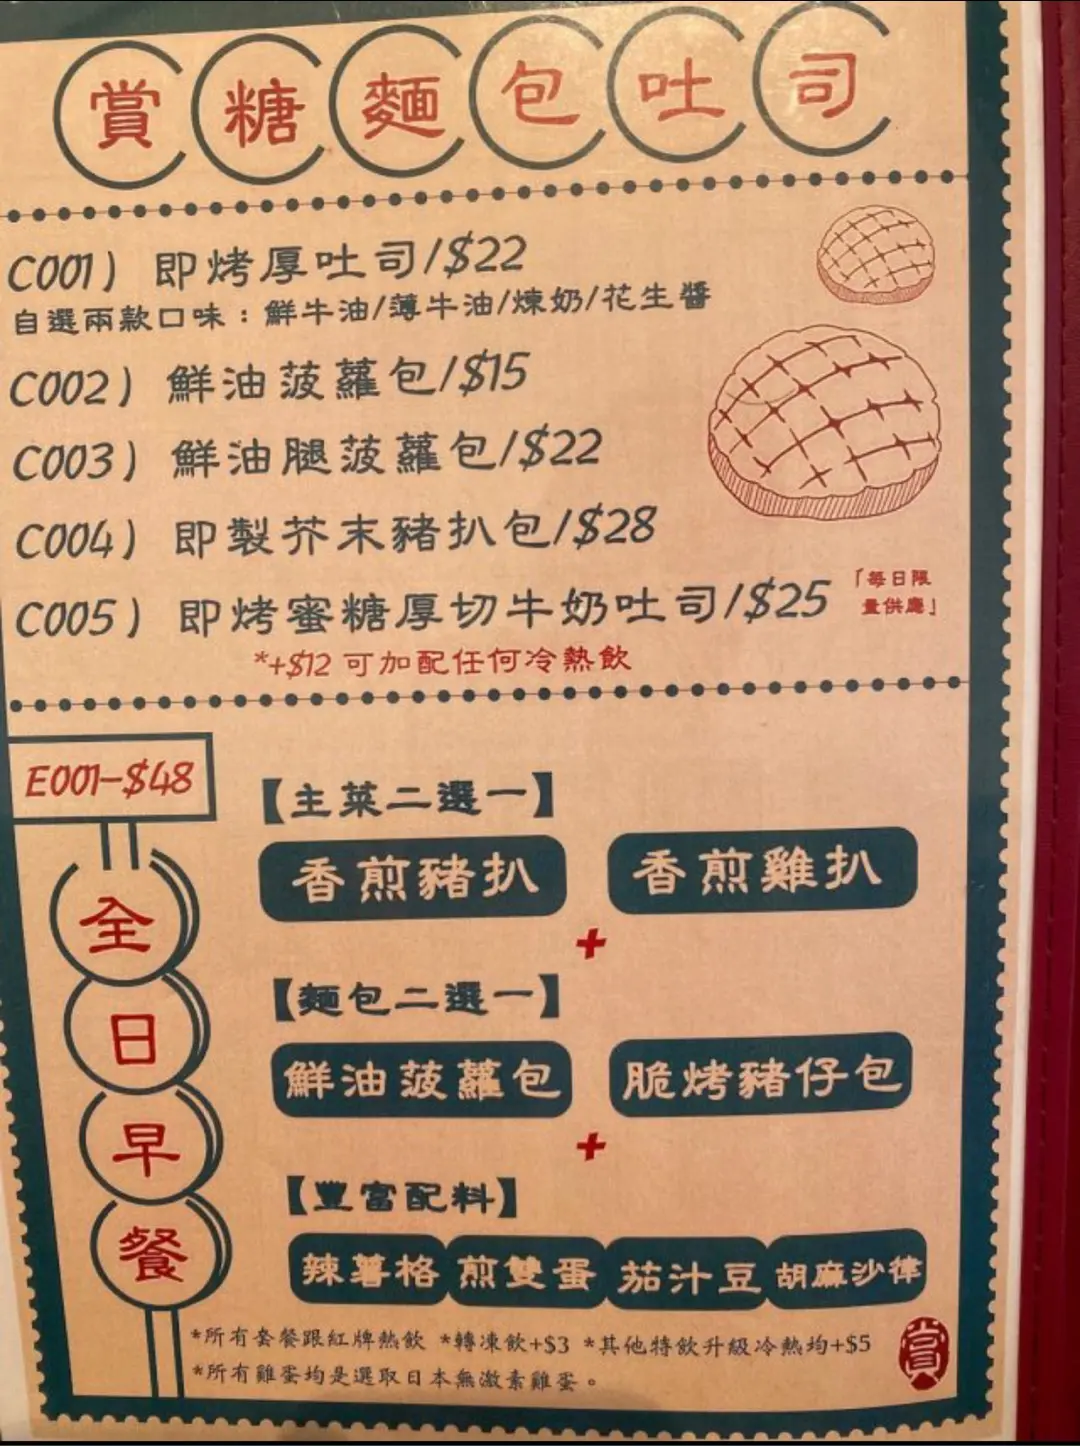 賞糖麵包吐司
C001) 即烤厚吐司/$22
自選兩款口味：鮮牛油/薄牛油/煉奶/花生醬
C002) 鮮油菠蘿包/$15
C003) 鮮油腿菠蘿包/$22
C004) 即製芥末豬扒包/$28
C005) 即烤蜜糖厚切牛奶吐司/$25
「每日限
量供應」
*+$12 可加配任何冷熱飲
E001-$48
全日早餐
【主菜二選一】
香煎豬扒 香煎雞扒
+
【麵包二選一】
鮮油菠蘿包 脆烤豬仔包
+
【豐富配料】
辣薯格 煎雙蛋 茄汁豆 胡麻沙律
*所有套餐跟紅牌熱飲 *轉凍飲+$3 *其他特飲升級冷熱均+$5
*所有雞蛋均是選取日本無激素雞蛋。
賞